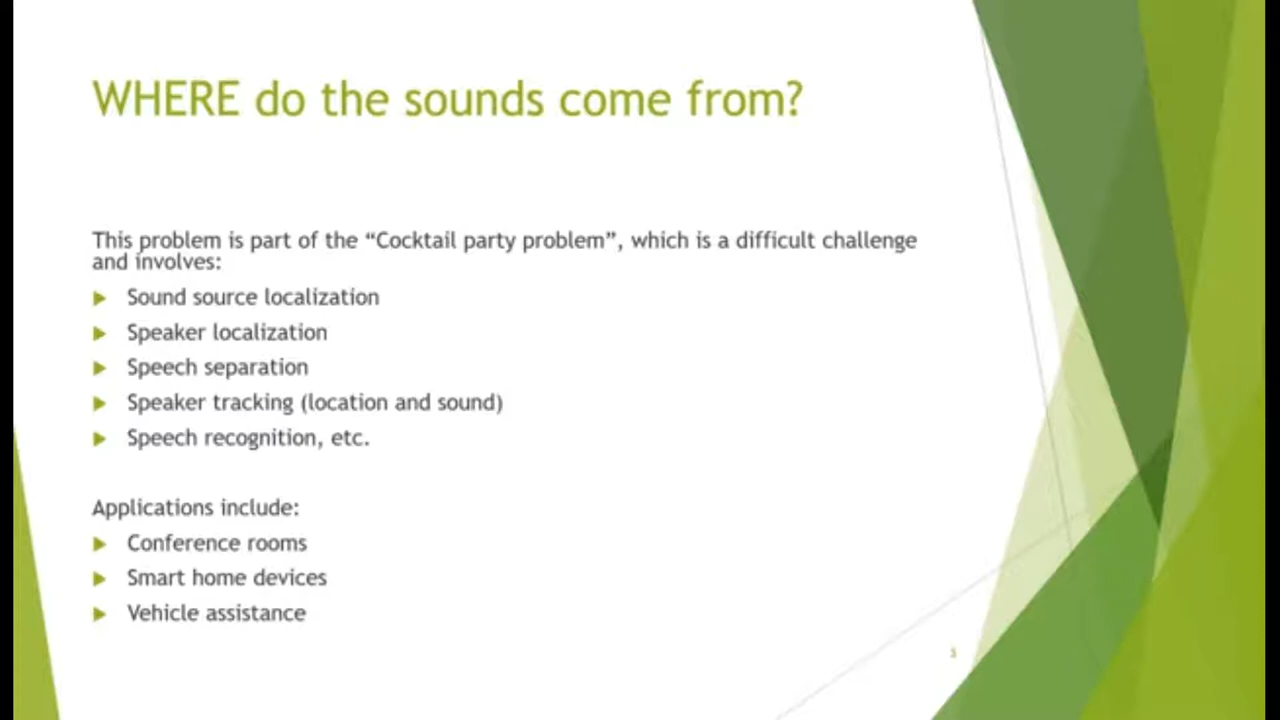 WHERE do the sounds come from?
This problem is part of the “Cocktail party problem”, which is a difficult challenge
and involves:
Sound source localization
Speaker localization
Speech separation
Speaker tracking (location and sound)
Speech recognition, etc.
Applications include:
Conference rooms
Smart home devices
Vehicle assistance
3